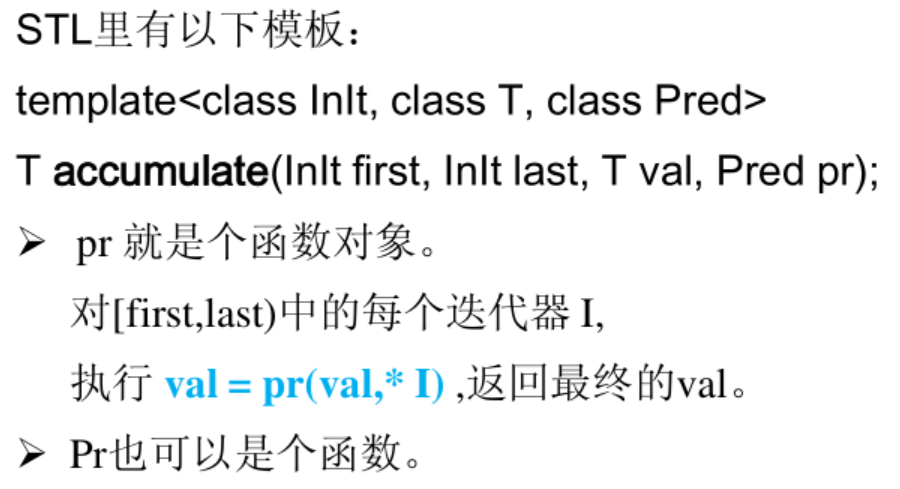 STL里有以下模板：
template<class InIt, class T, class Pred>
T accumulate(InIt first, InIt last, T val, Pred pr);
➢ pr 就是个函数对象。
对[first,last)中的每个迭代器 I,
执行 val = pr(val,* I) ,返回最终的val。
➢ Pr也可以是个函数。